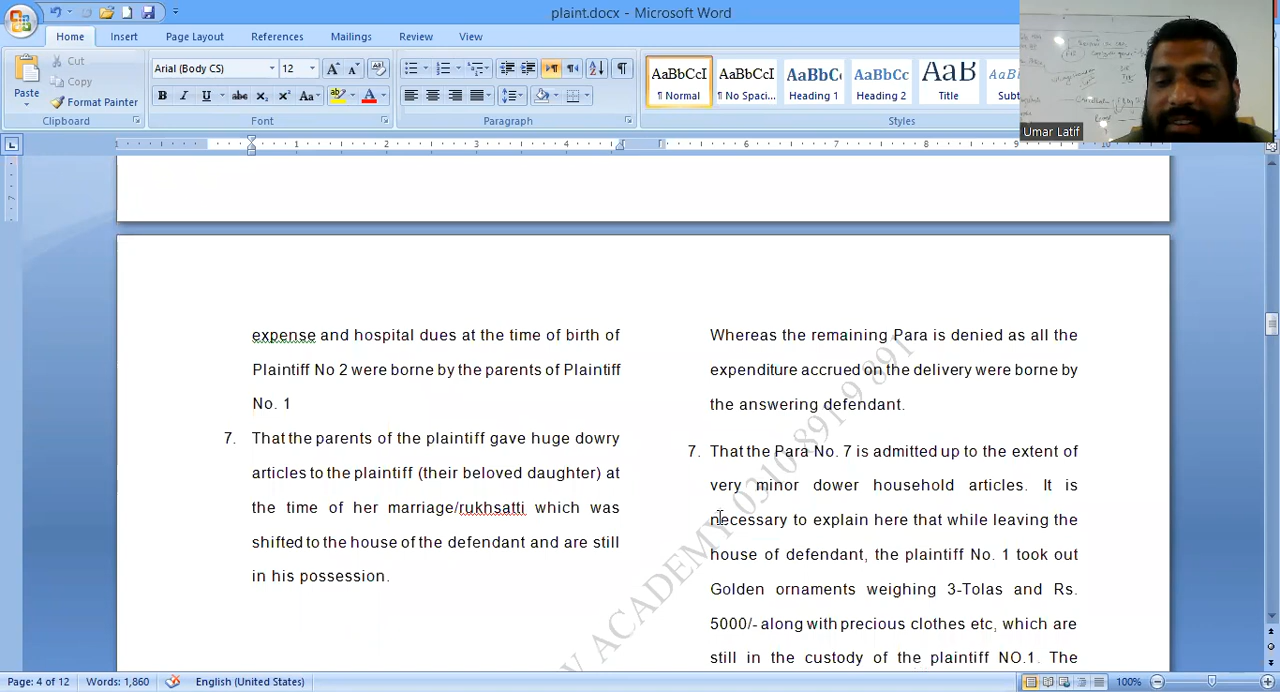 plaint.docx - Microsoft Word
Home Insert Page Layout References Mailings Review View
Paste
Cut
Copy
Format Painter
Clipboard
Arial (Body CS) 12
Font
Paragraph
AaBbCcI AaBbCcI AaBbC AaBbCc AaB AaBb
¶ Normal ¶ No Spaci... Heading 1 Heading 2 Title Subt
Styles
Umar Latif
expense and hospital dues at the time of birth of
Plaintiff No 2 were borne by the parents of Plaintiff
No. 1
7. That the parents of the plaintiff gave huge dowry
articles to the plaintiff (their beloved daughter) at
the time of her marriage/rukhsatti which was
shifted to the house of the defendant and are still
in his possession.
Whereas the remaining Para is denied as all the
expenditure accrued on the delivery were borne by
the answering defendant.
7. That the Para No. 7 is admitted up to the extent of
very minor dower household articles. It is
necessary to explain here that while leaving the
house of defendant, the plaintiff No. 1 took out
Golden ornaments weighing 3-Tolas and Rs.
5000/- along with precious clothes etc, which are
still in the custody of the plaintiff NO.1. The
ACADEMY 0310 891 9 891
Page: 4 of 12 Words: 1,860 English (United States) 100%